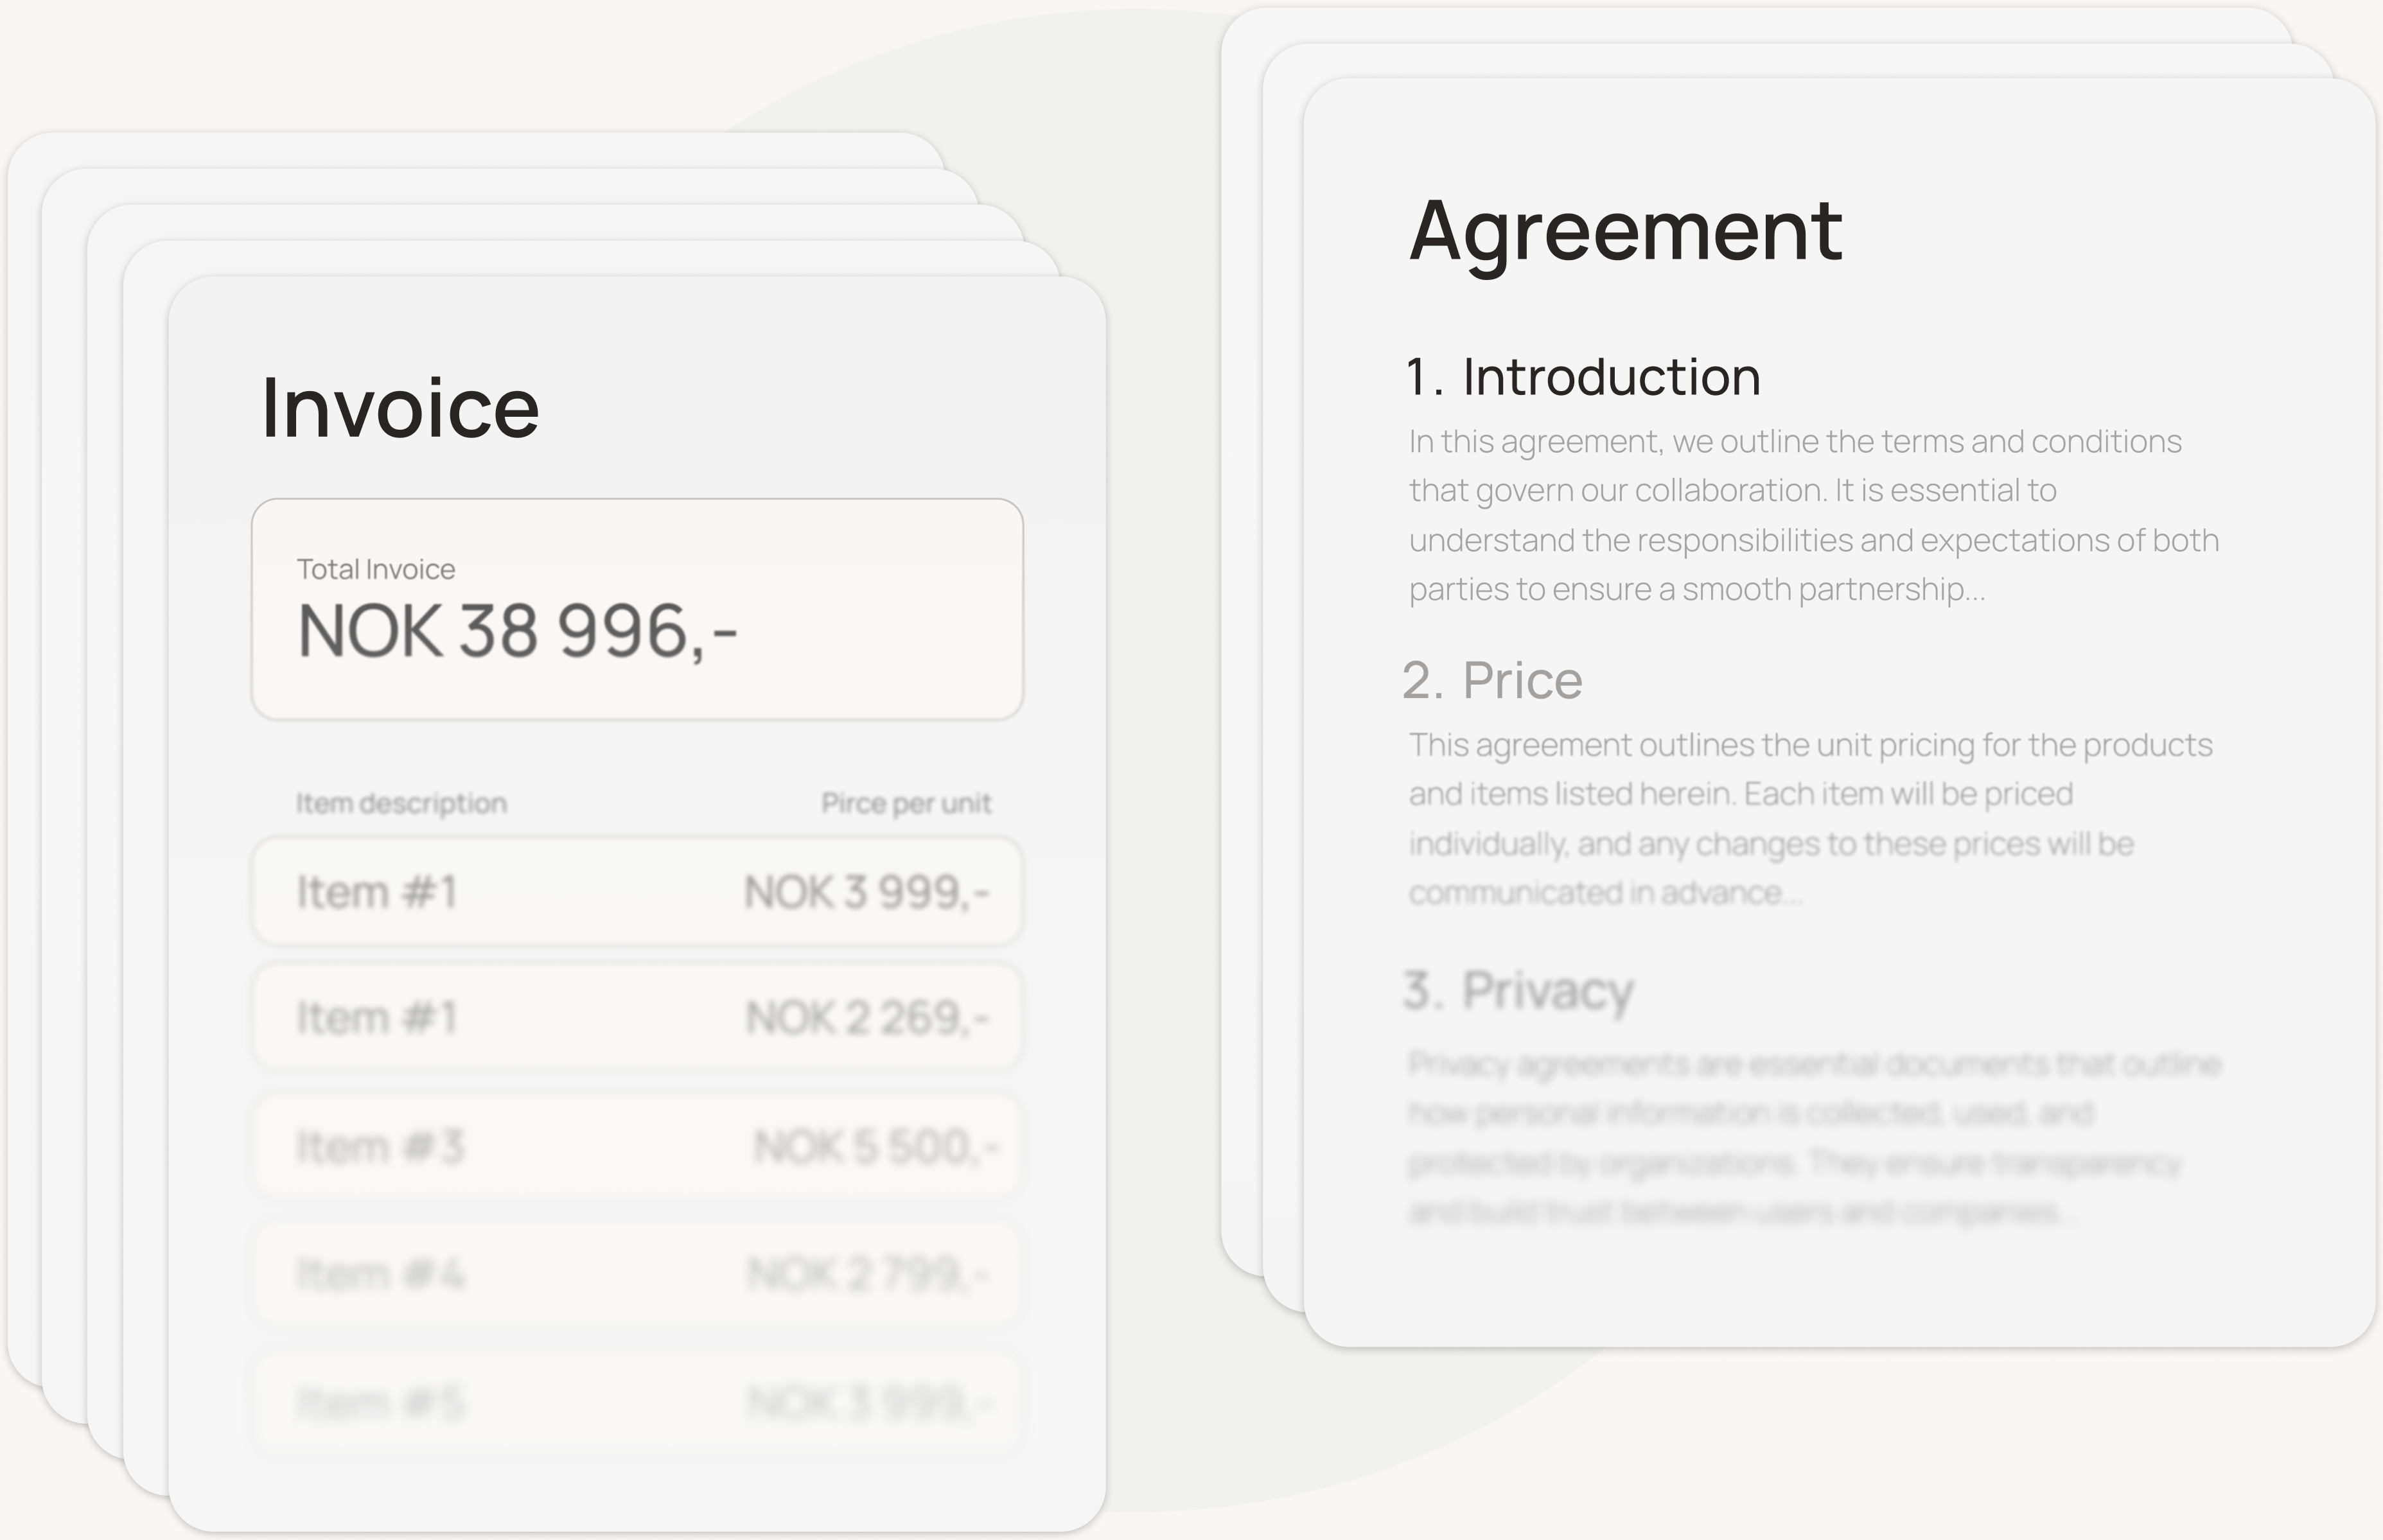 Invoice
Total Invoice
NOK 38 996,-
Item description Pirce per unit
Item #1 NOK 3 999,-
Item #1 NOK 2 269,-
Item #3 NOK 5 500,-
Item #4 NOK 2 799,-
Item #5 NOK 3 999,-
Agreement
1. Introduction
In this agreement, we outline the terms and conditions
that govern our collaboration. It is essential to
understand the responsibilities and expectations of both
parties to ensure a smooth partnership...
2. Price
This agreement outlines the unit pricing for the products
and items listed herein. Each item will be priced
individually, and any changes to these prices will be
communicated in advance...
3. Privacy
Privacy agreements are essential documents that outline
how personal information is collected, used, and
protected by organizations. They ensure transparency
and build trust between users and companies...